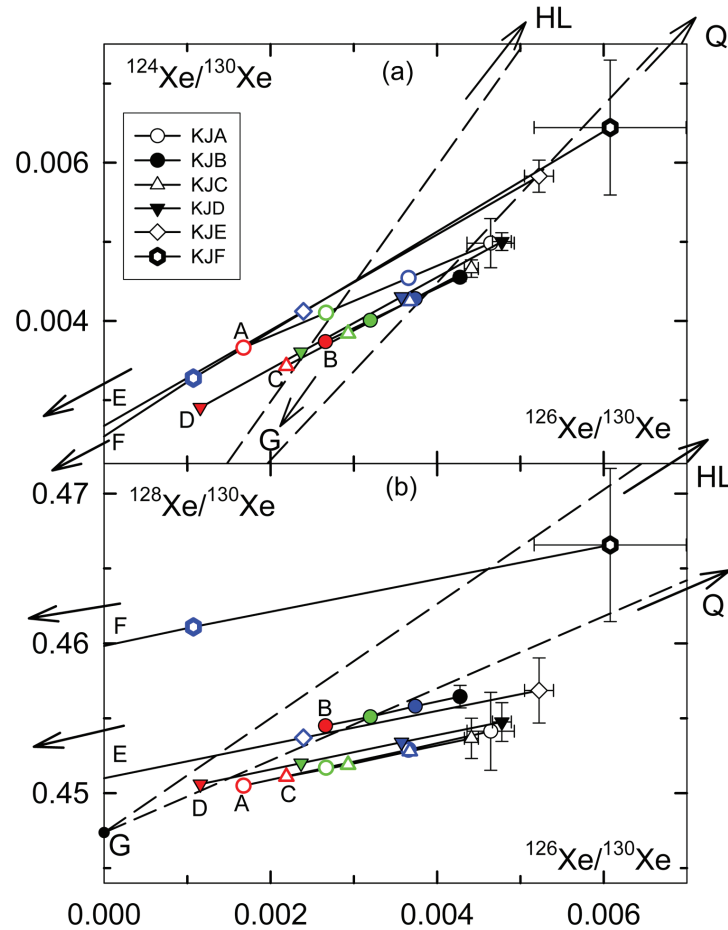 HL
Q
¹²⁴Xe/¹³⁰Xe
(a)
KJA
KJB
KJC
KJD
KJE
KJF
0.006
0.004
A
B
C
D
E
F
G
¹²⁶Xe/¹³⁰Xe
¹²⁸Xe/¹³⁰Xe
(b)
HL
0.47
Q
F
0.46
B
E
0.45
D
A
C
G
¹²⁶Xe/¹³⁰Xe
0.000 0.002 0.004 0.006